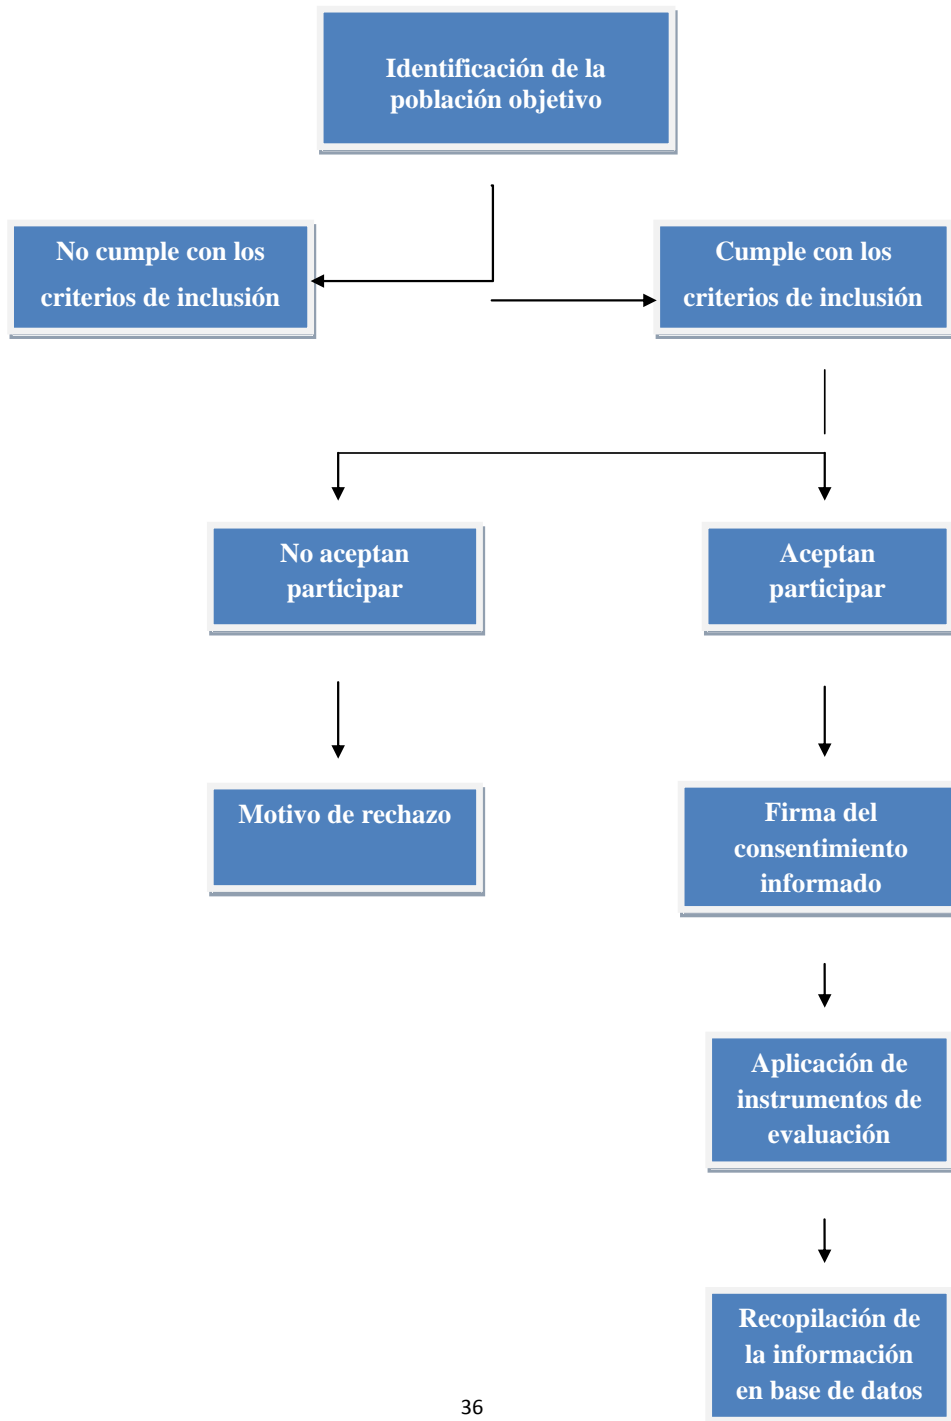 Identificación de la
población objetivo
No cumple con los
criterios de inclusión
Cumple con los
criterios de inclusión
No aceptan
participar
Aceptan
participar
Motivo de rechazo
Firma del
consentimiento
informado
Aplicación de
instrumentos de
evaluación
Recopilación de
la información
en base de datos
36